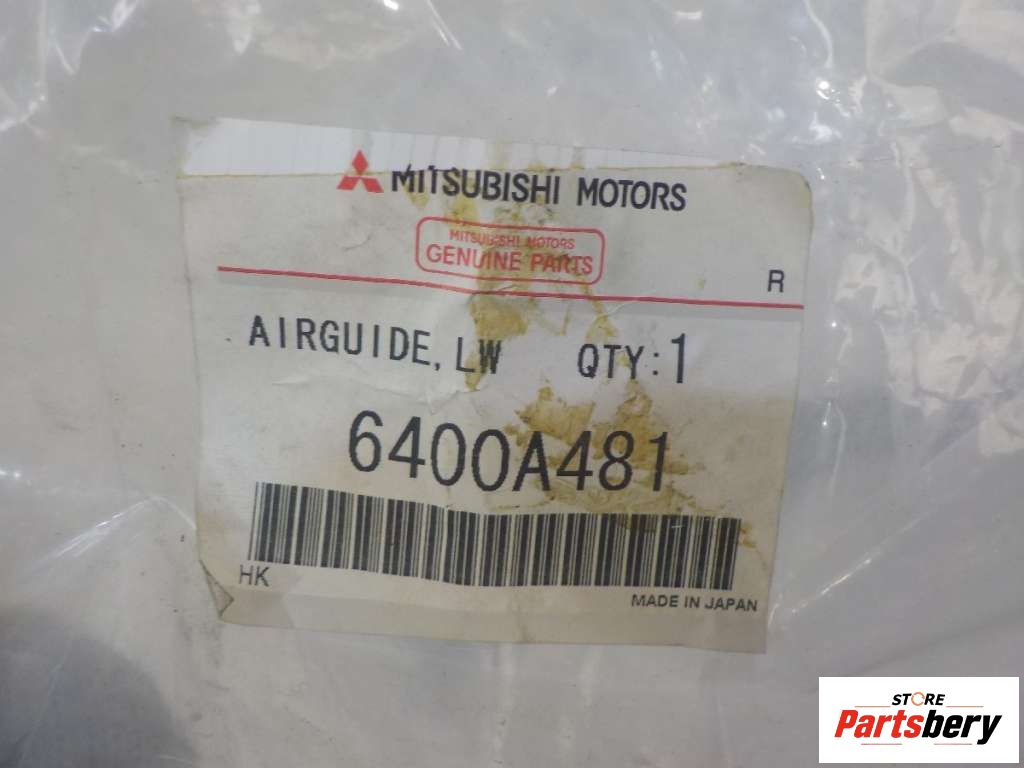 MITSUBISHI MOTORS
MITSUBISHI MOTORS
GENUINE PARTS
R
AIRGUIDE, LW QTY:1
6400A481
HK
MADE IN JAPAN
STORE
Partsbery